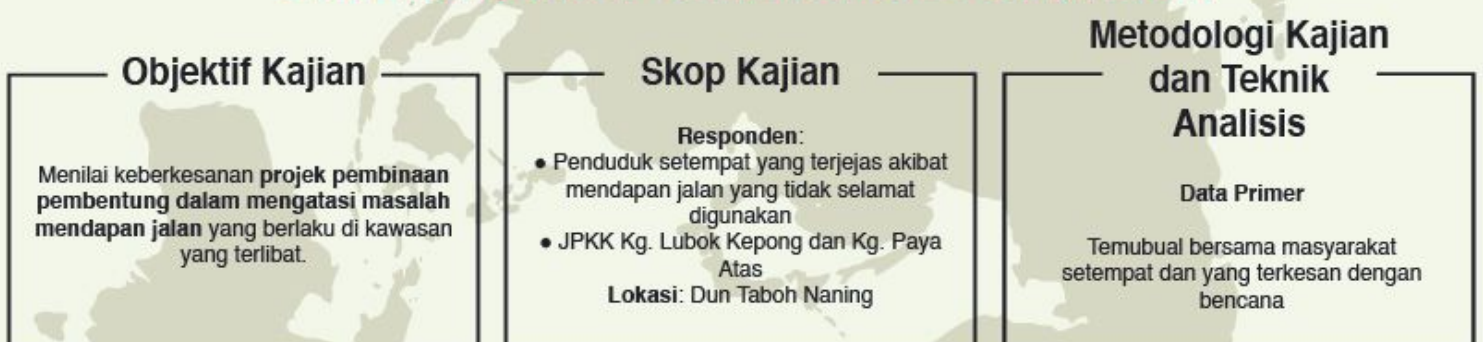 Objektif Kajian
Menilai keberkesanan projek pembinaan
pembentung dalam mengatasi masalah
mendapan jalan yang berlaku di kawasan
yang terlibat.
Skop Kajian
Responden:
● Penduduk setempat yang terjejas akibat
mendapan jalan yang tidak selamat
digunakan
● JPKK Kg. Lubok Kepong dan Kg. Paya
Atas
Lokasi: Dun Taboh Naning
Metodologi Kajian
dan Teknik
Analisis
Data Primer
Temubual bersama masyarakat
setempat dan yang terkesan dengan
bencana